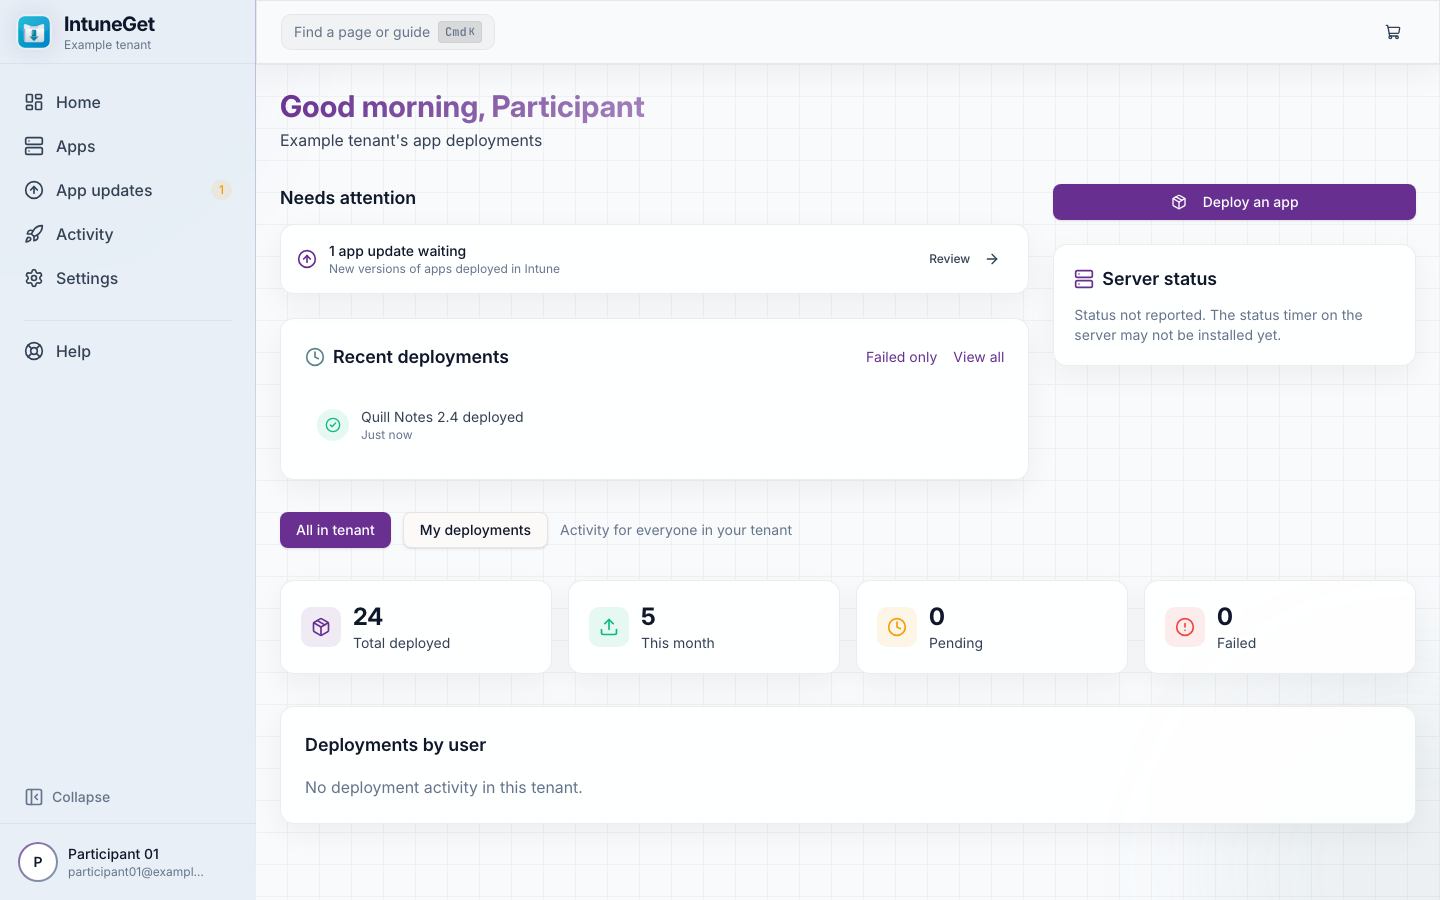 IntuneGet
Example tenant
Home
Apps
App updates
1
Activity
Settings
Help
Collapse
P
Participant 01
participant01@exampl...
Find a page or guide
Cmd K
Good morning, Participant
Example tenant's app deployments
Needs attention
1 app update waiting
New versions of apps deployed in Intune
Review
Recent deployments
Failed only
View all
Quill Notes 2.4 deployed
Just now
Deploy an app
Server status
Status not reported. The status timer on the
server may not be installed yet.
All in tenant
My deployments
Activity for everyone in your tenant
24
Total deployed
5
This month
0
Pending
0
Failed
Deployments by user
No deployment activity in this tenant.